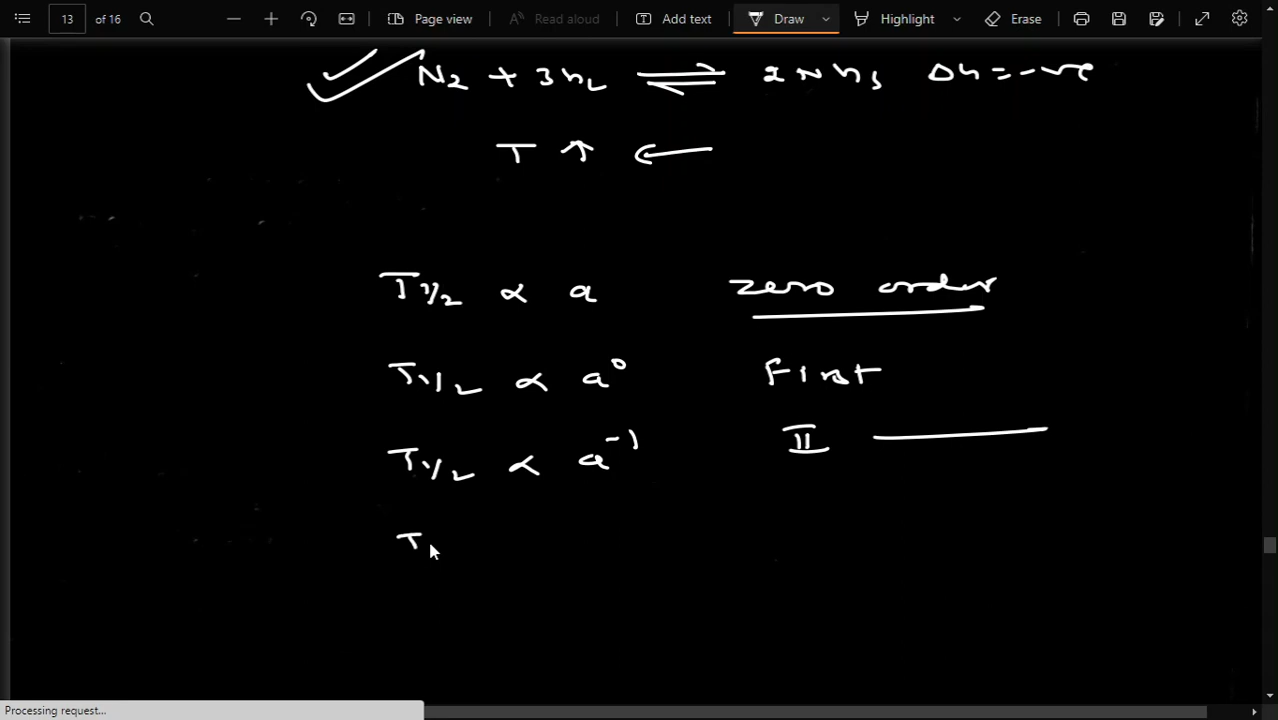 13 of 16 Page view Read aloud Add text Draw Highlight Erase
N2 + 3h2 ⇌ 2Nh3 Δh = -ve
T ↑ ←
T1/2 ∝ a zero order
T1/2 ∝ a⁰ First
T1/2 ∝ a⁻¹ II
T
Processing request...